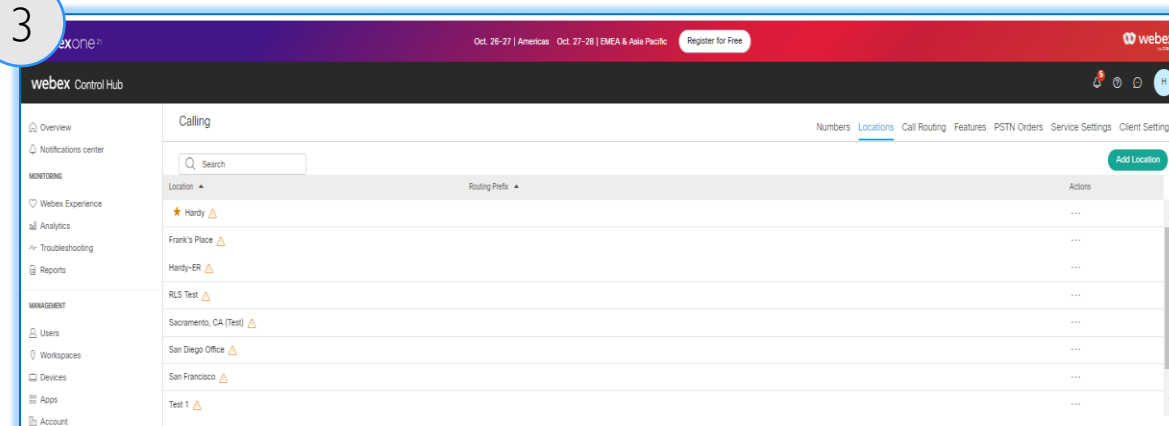 3
exone21
Oct. 26-27 | Americas Oct. 27-28 | EMEA & Asia Pacific Register for Free
webex
webex Control Hub
5
H
Overview
Notifications center
MONITORING
Webex Experience
Analytics
Troubleshooting
Reports
MANAGEMENT
Users
Workspaces
Devices
Apps
Account
Calling
Numbers Locations Call Routing Features PSTN Orders Service Settings Client Setting
Search
Add Location
Location Routing Prefix Actions
Hardy
Frank's Place
Hardy-ER
RLS Test
Sacramento, CA (Test)
San Diego Office
San Francisco
Test 1